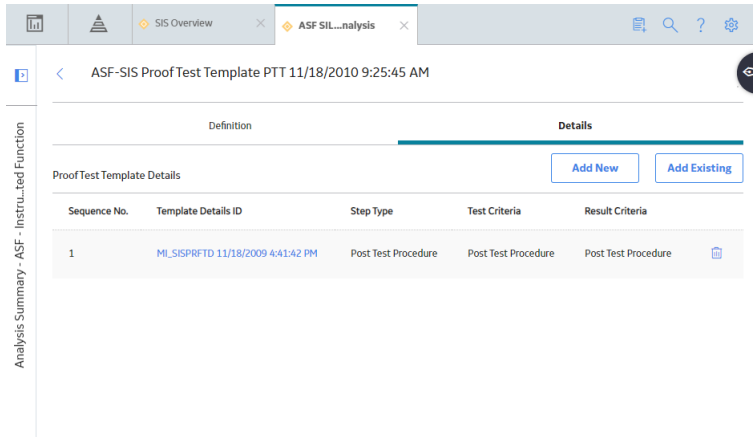 SIS Overview
ASF SIL...nalysis
?
ASF-SIS Proof Test Template PTT 11/18/2010 9:25:45 AM
Definition
Details
Proof Test Template Details
Add New
Add Existing
Sequence No. Template Details ID Step Type Test Criteria Result Criteria
1 MI_SISPRFTD 11/18/2009 4:41:42 PM Post Test Procedure Post Test Procedure Post Test Procedure
Analysis Summary - ASF - Instru...ted Function